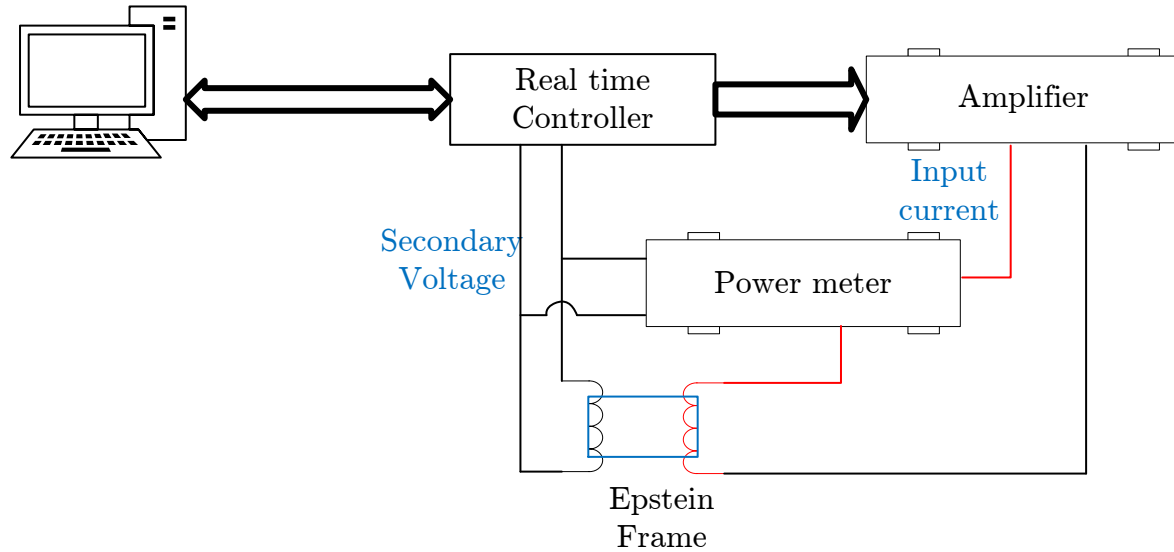 Real time
Controller
Amplifier
Input
current
Secondary
Voltage
Power meter
Epstein
Frame